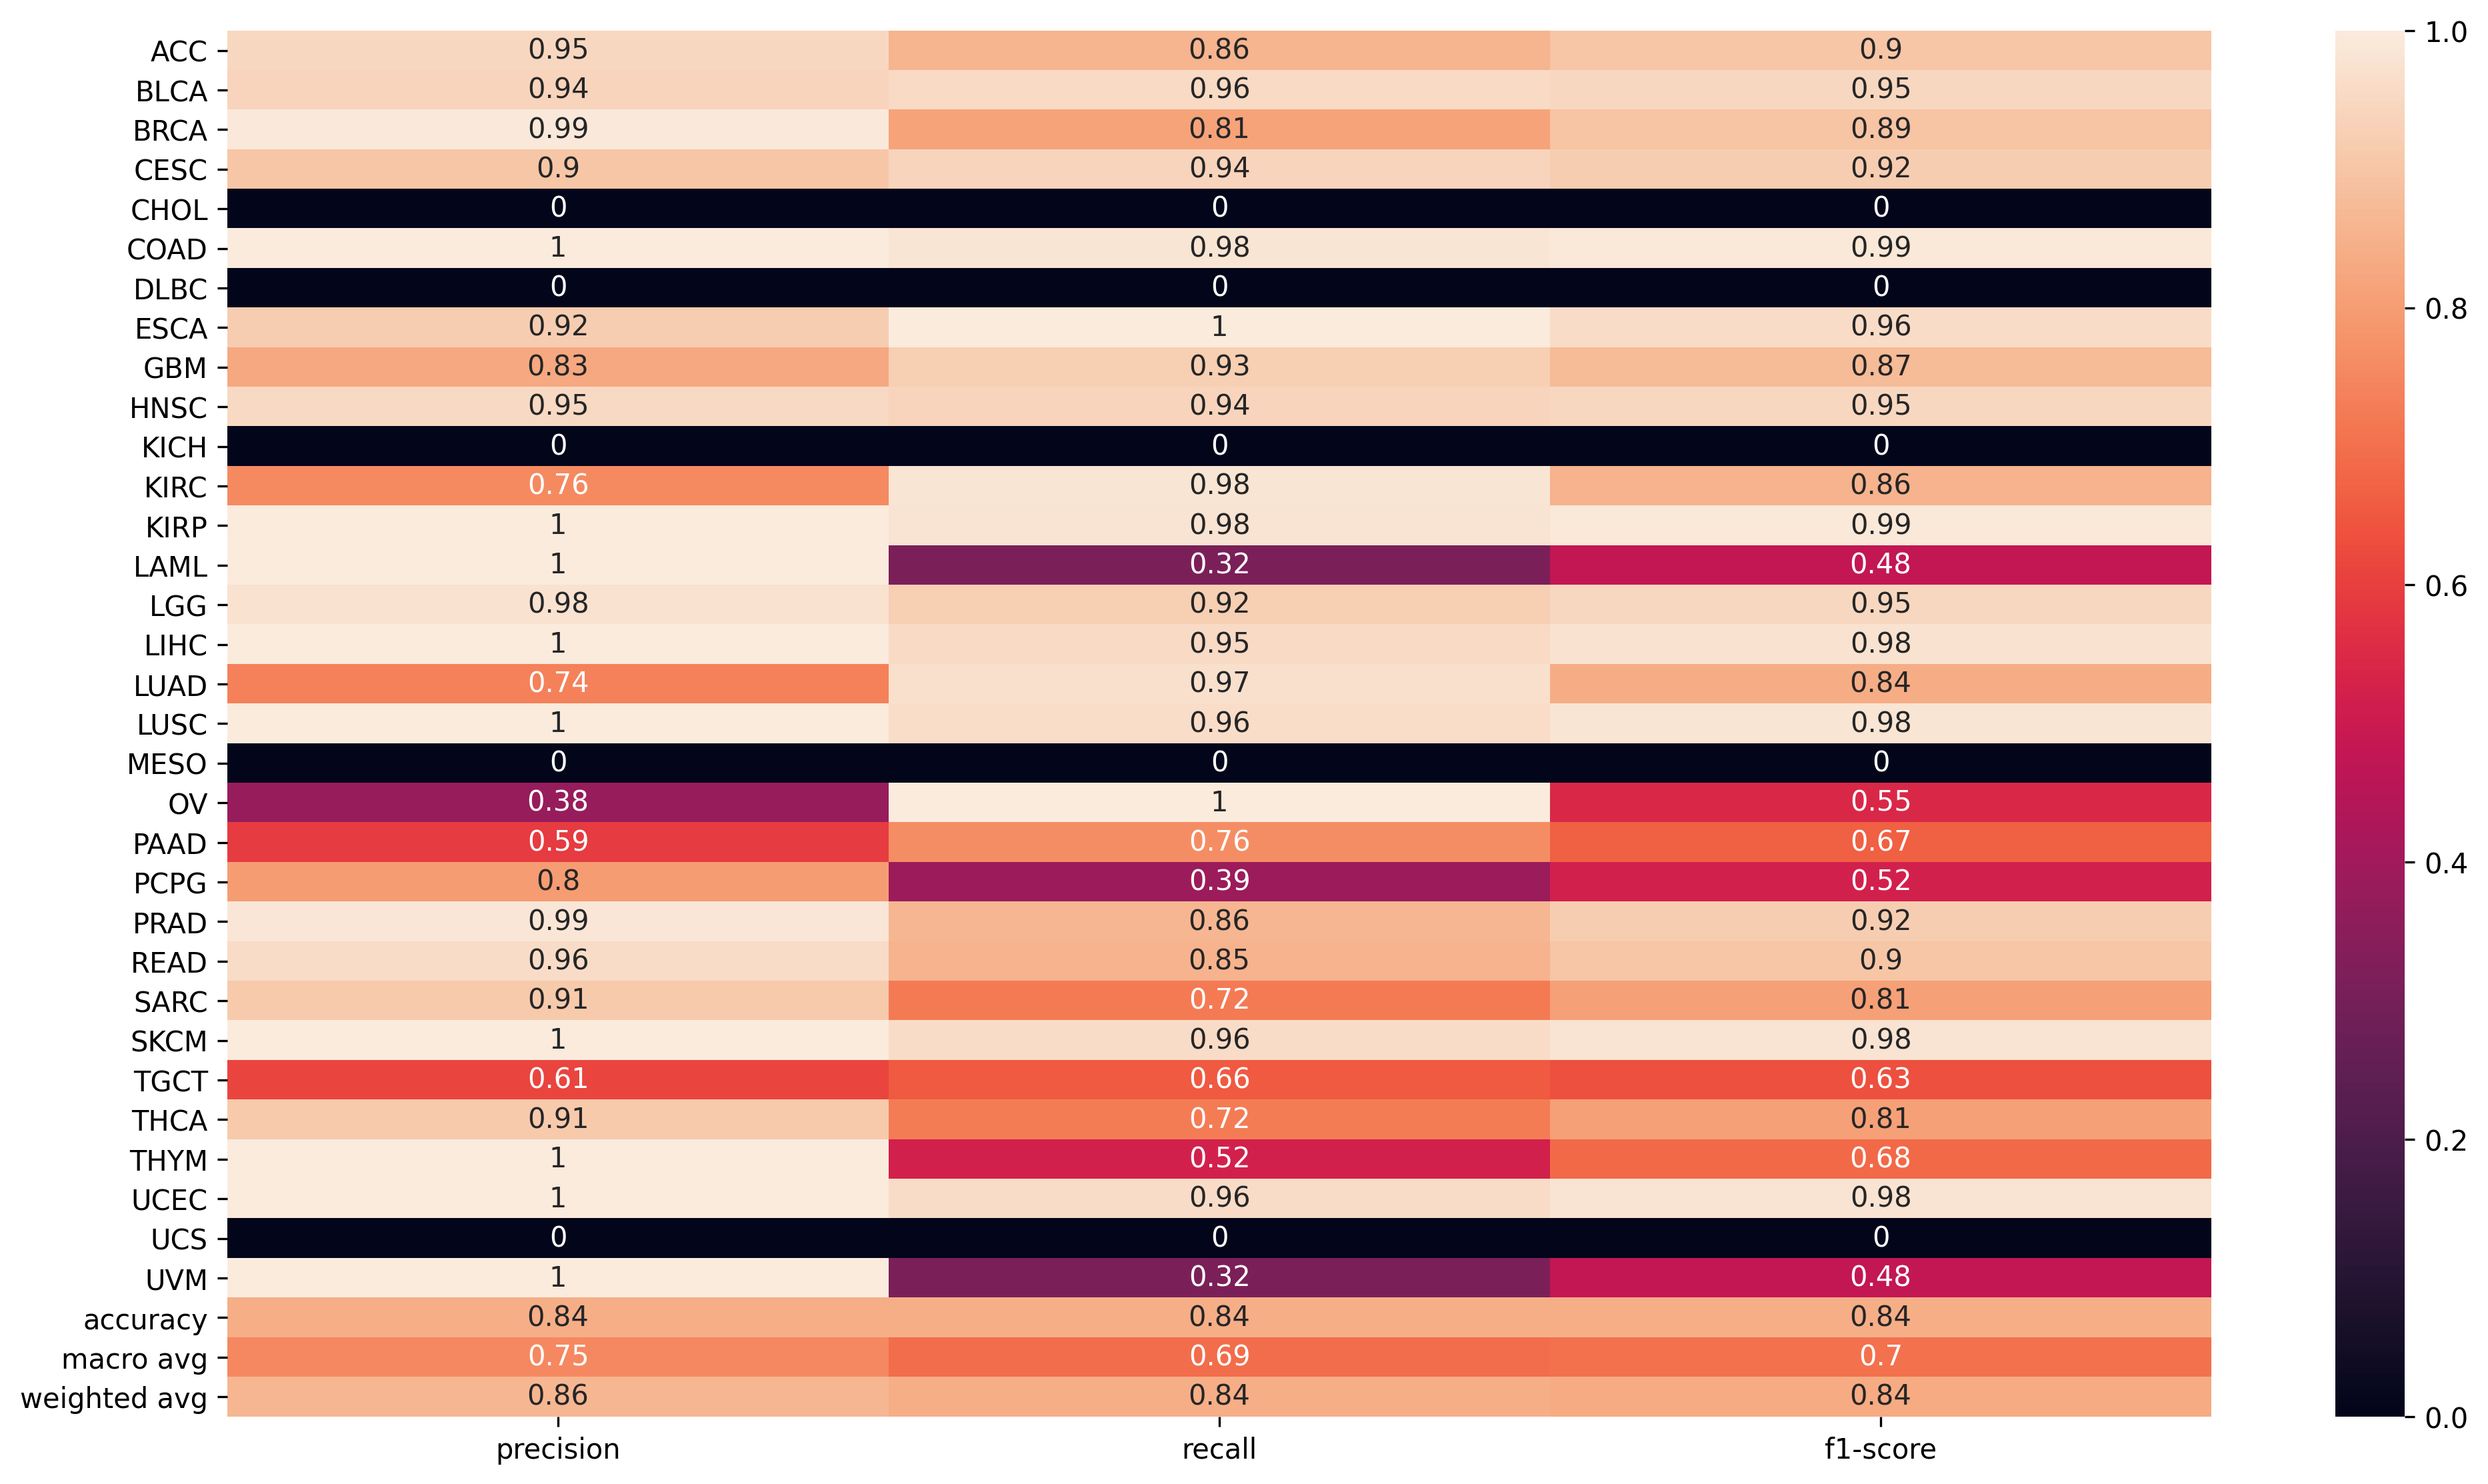 ACC 0.95 0.86 0.9 1.0
BLCA 0.94 0.96 0.95
BRCA 0.99 0.81 0.89
CESC 0.9 0.94 0.92
CHOL 0 0 0
COAD 1 0.98 0.99
DLBC 0 0 0
ESCA 0.92 1 0.96 0.8
GBM 0.83 0.93 0.87
HNSC 0.95 0.94 0.95
KICH 0 0 0
KIRC 0.76 0.98 0.86
KIRP 1 0.98 0.99
LAML 1 0.32 0.48 0.6
LGG 0.98 0.92 0.95
LIHC 1 0.95 0.98
LUAD 0.74 0.97 0.84
LUSC 1 0.96 0.98
MESO 0 0 0
OV 0.38 1 0.55
PAAD 0.59 0.76 0.67 0.4
PCPG 0.8 0.39 0.52
PRAD 0.99 0.86 0.92
READ 0.96 0.85 0.9
SARC 0.91 0.72 0.81
SKCM 1 0.96 0.98
TGCT 0.61 0.66 0.63
THCA 0.91 0.72 0.81 0.2
THYM 1 0.52 0.68
UCEC 1 0.96 0.98
UCS 0 0 0
UVM 1 0.32 0.48
accuracy 0.84 0.84 0.84
macro avg 0.75 0.69 0.7
weighted avg 0.86 0.84 0.84 0.0
precision recall f1-score